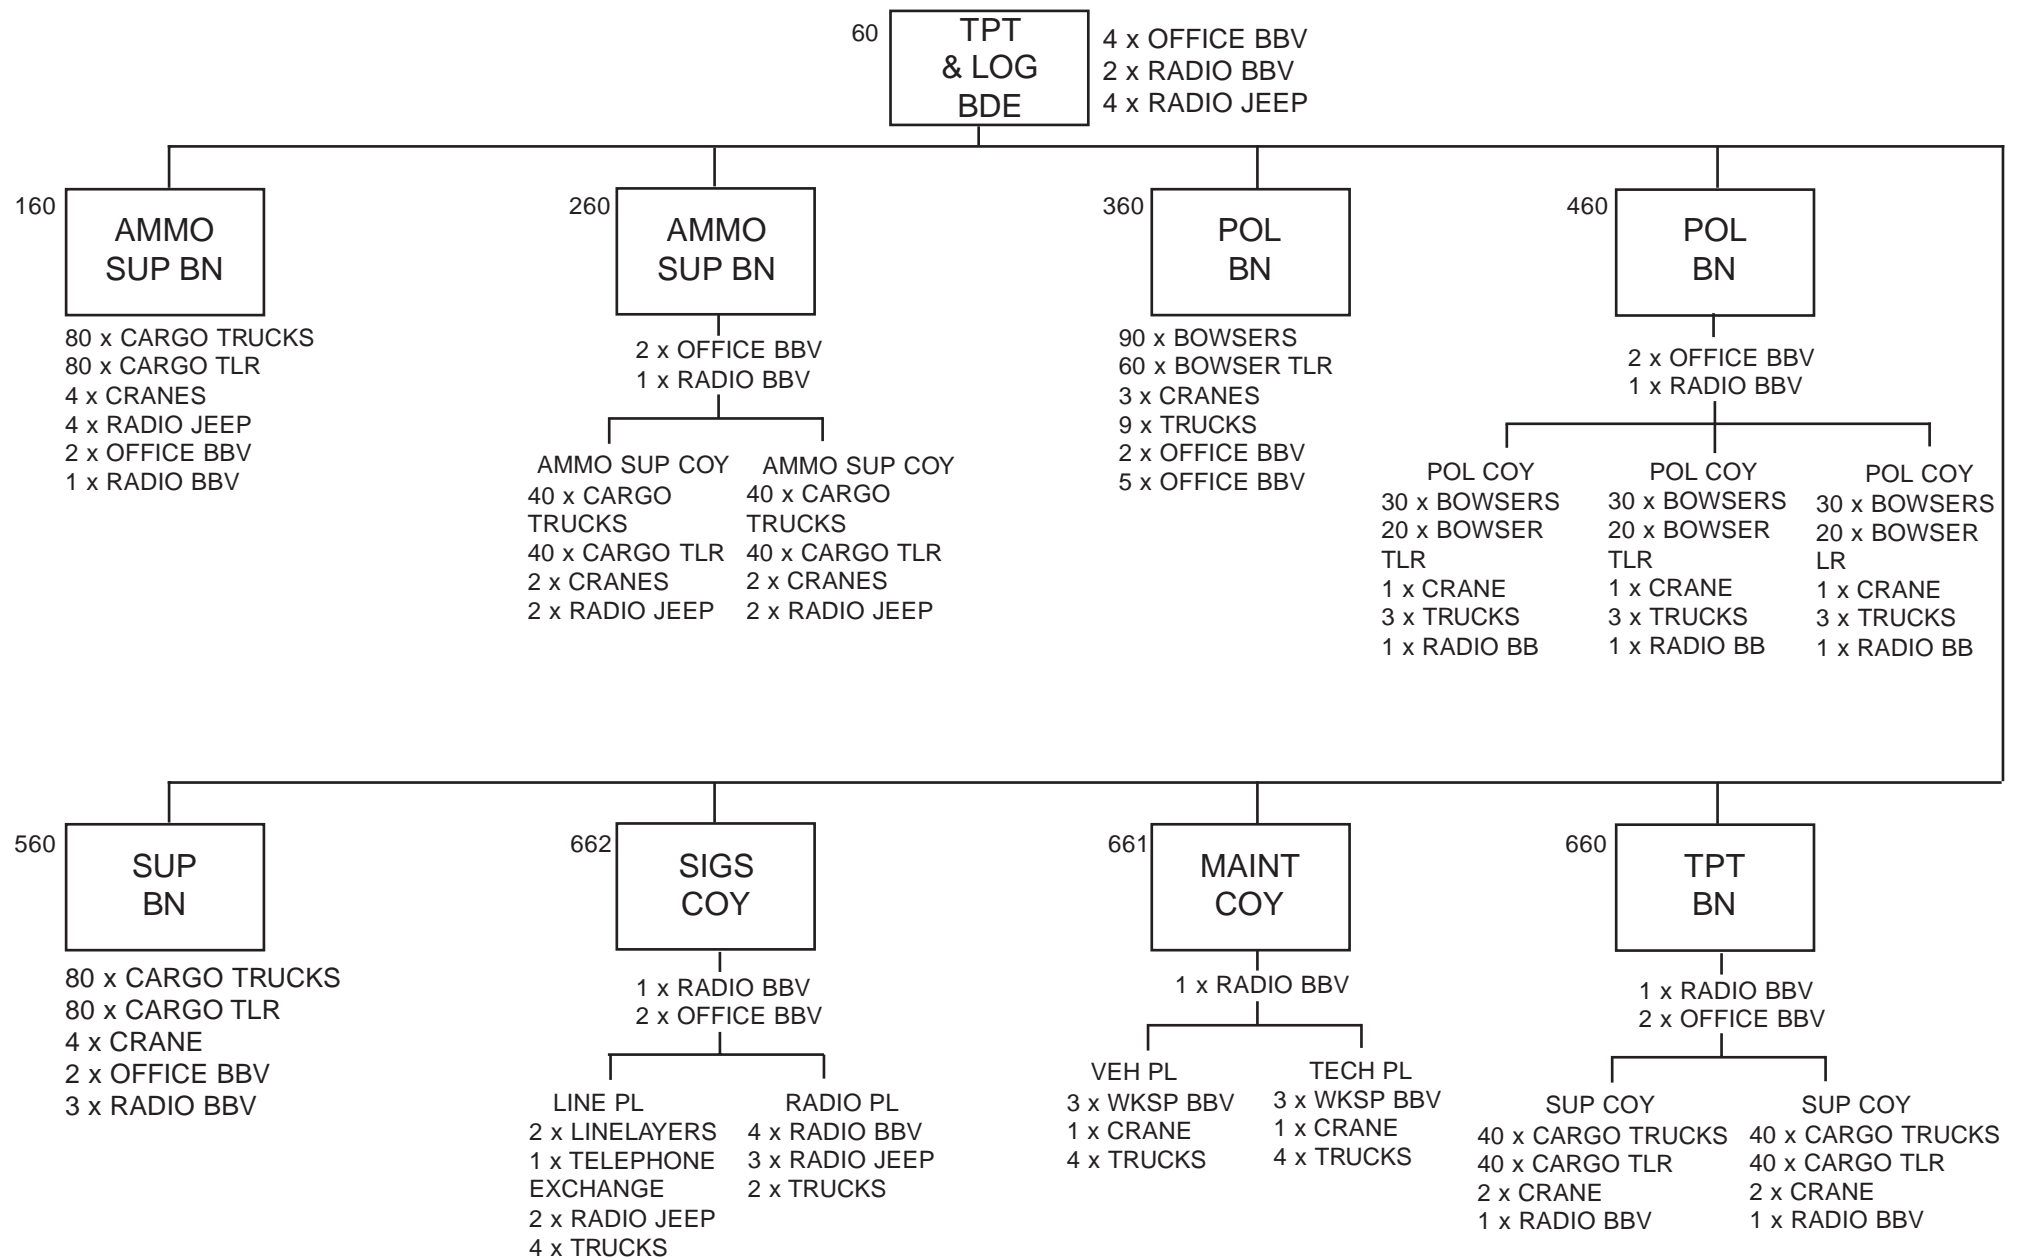 60
TPT
& LOG
BDE
4 x OFFICE BBV
2 x RADIO BBV
4 x RADIO JEEP
160
AMMO
SUP BN
80 x CARGO TRUCKS
80 x CARGO TLR
4 x CRANES
4 x RADIO JEEP
2 x OFFICE BBV
1 x RADIO BBV
260
AMMO
SUP BN
2 x OFFICE BBV
1 x RADIO BBV
AMMO SUP COY
40 x CARGO
TRUCKS
40 x CARGO TLR
2 x CRANES
2 x RADIO JEEP
AMMO SUP COY
40 x CARGO
TRUCKS
40 x CARGO TLR
2 x CRANES
2 x RADIO JEEP
360
POL
BN
90 x BOWSERS
60 x BOWSER TLR
3 x CRANES
9 x TRUCKS
2 x OFFICE BBV
5 x OFFICE BBV
460
POL
BN
2 x OFFICE BBV
1 x RADIO BBV
POL COY
30 x BOWSERS
20 x BOWSER
TLR
1 x CRANE
3 x TRUCKS
1 x RADIO BB
POL COY
30 x BOWSERS
20 x BOWSER
TLR
1 x CRANE
3 x TRUCKS
1 x RADIO BB
POL COY
30 x BOWSERS
20 x BOWSER
LR
1 x CRANE
3 x TRUCKS
1 x RADIO BB
560
SUP
BN
80 x CARGO TRUCKS
80 x CARGO TLR
4 x CRANE
2 x OFFICE BBV
3 x RADIO BBV
662
SIGS
COY
1 x RADIO BBV
2 x OFFICE BBV
LINE PL
2 x LINELAYERS
1 x TELEPHONE
EXCHANGE
2 x RADIO JEEP
4 x TRUCKS
RADIO PL
4 x RADIO BBV
3 x RADIO JEEP
2 x TRUCKS
661
MAINT
COY
1 x RADIO BBV
VEH PL
3 x WKSP BBV
1 x CRANE
4 x TRUCKS
TECH PL
3 x WKSP BBV
1 x CRANE
4 x TRUCKS
660
TPT
BN
1 x RADIO BBV
2 x OFFICE BBV
SUP COY
40 x CARGO TRUCKS
40 x CARGO TLR
2 x CRANE
1 x RADIO BBV
SUP COY
40 x CARGO TRUCKS
40 x CARGO TLR
2 x CRANE
1 x RADIO BBV